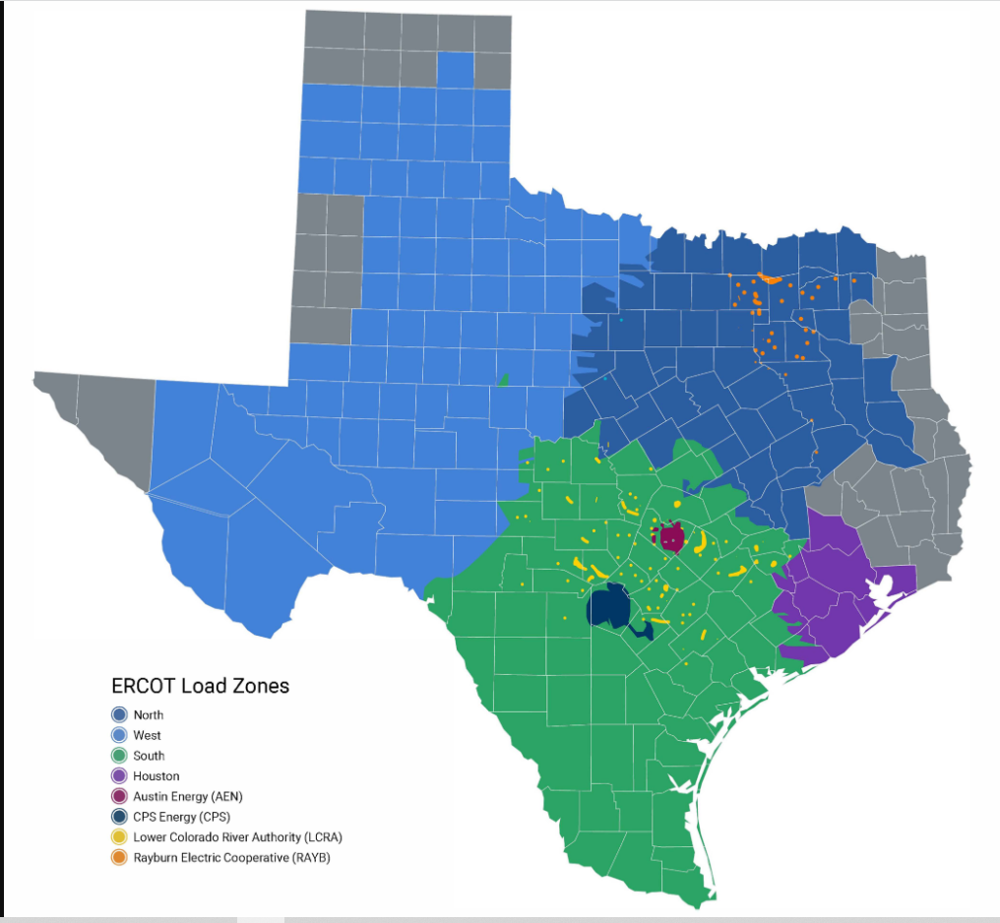 ERCOT Load Zones
North
West
South
Houston
Austin Energy (AEN)
CPS Energy (CPS)
Lower Colorado River Authority (LCRA)
Rayburn Electric Cooperative (RAYB)